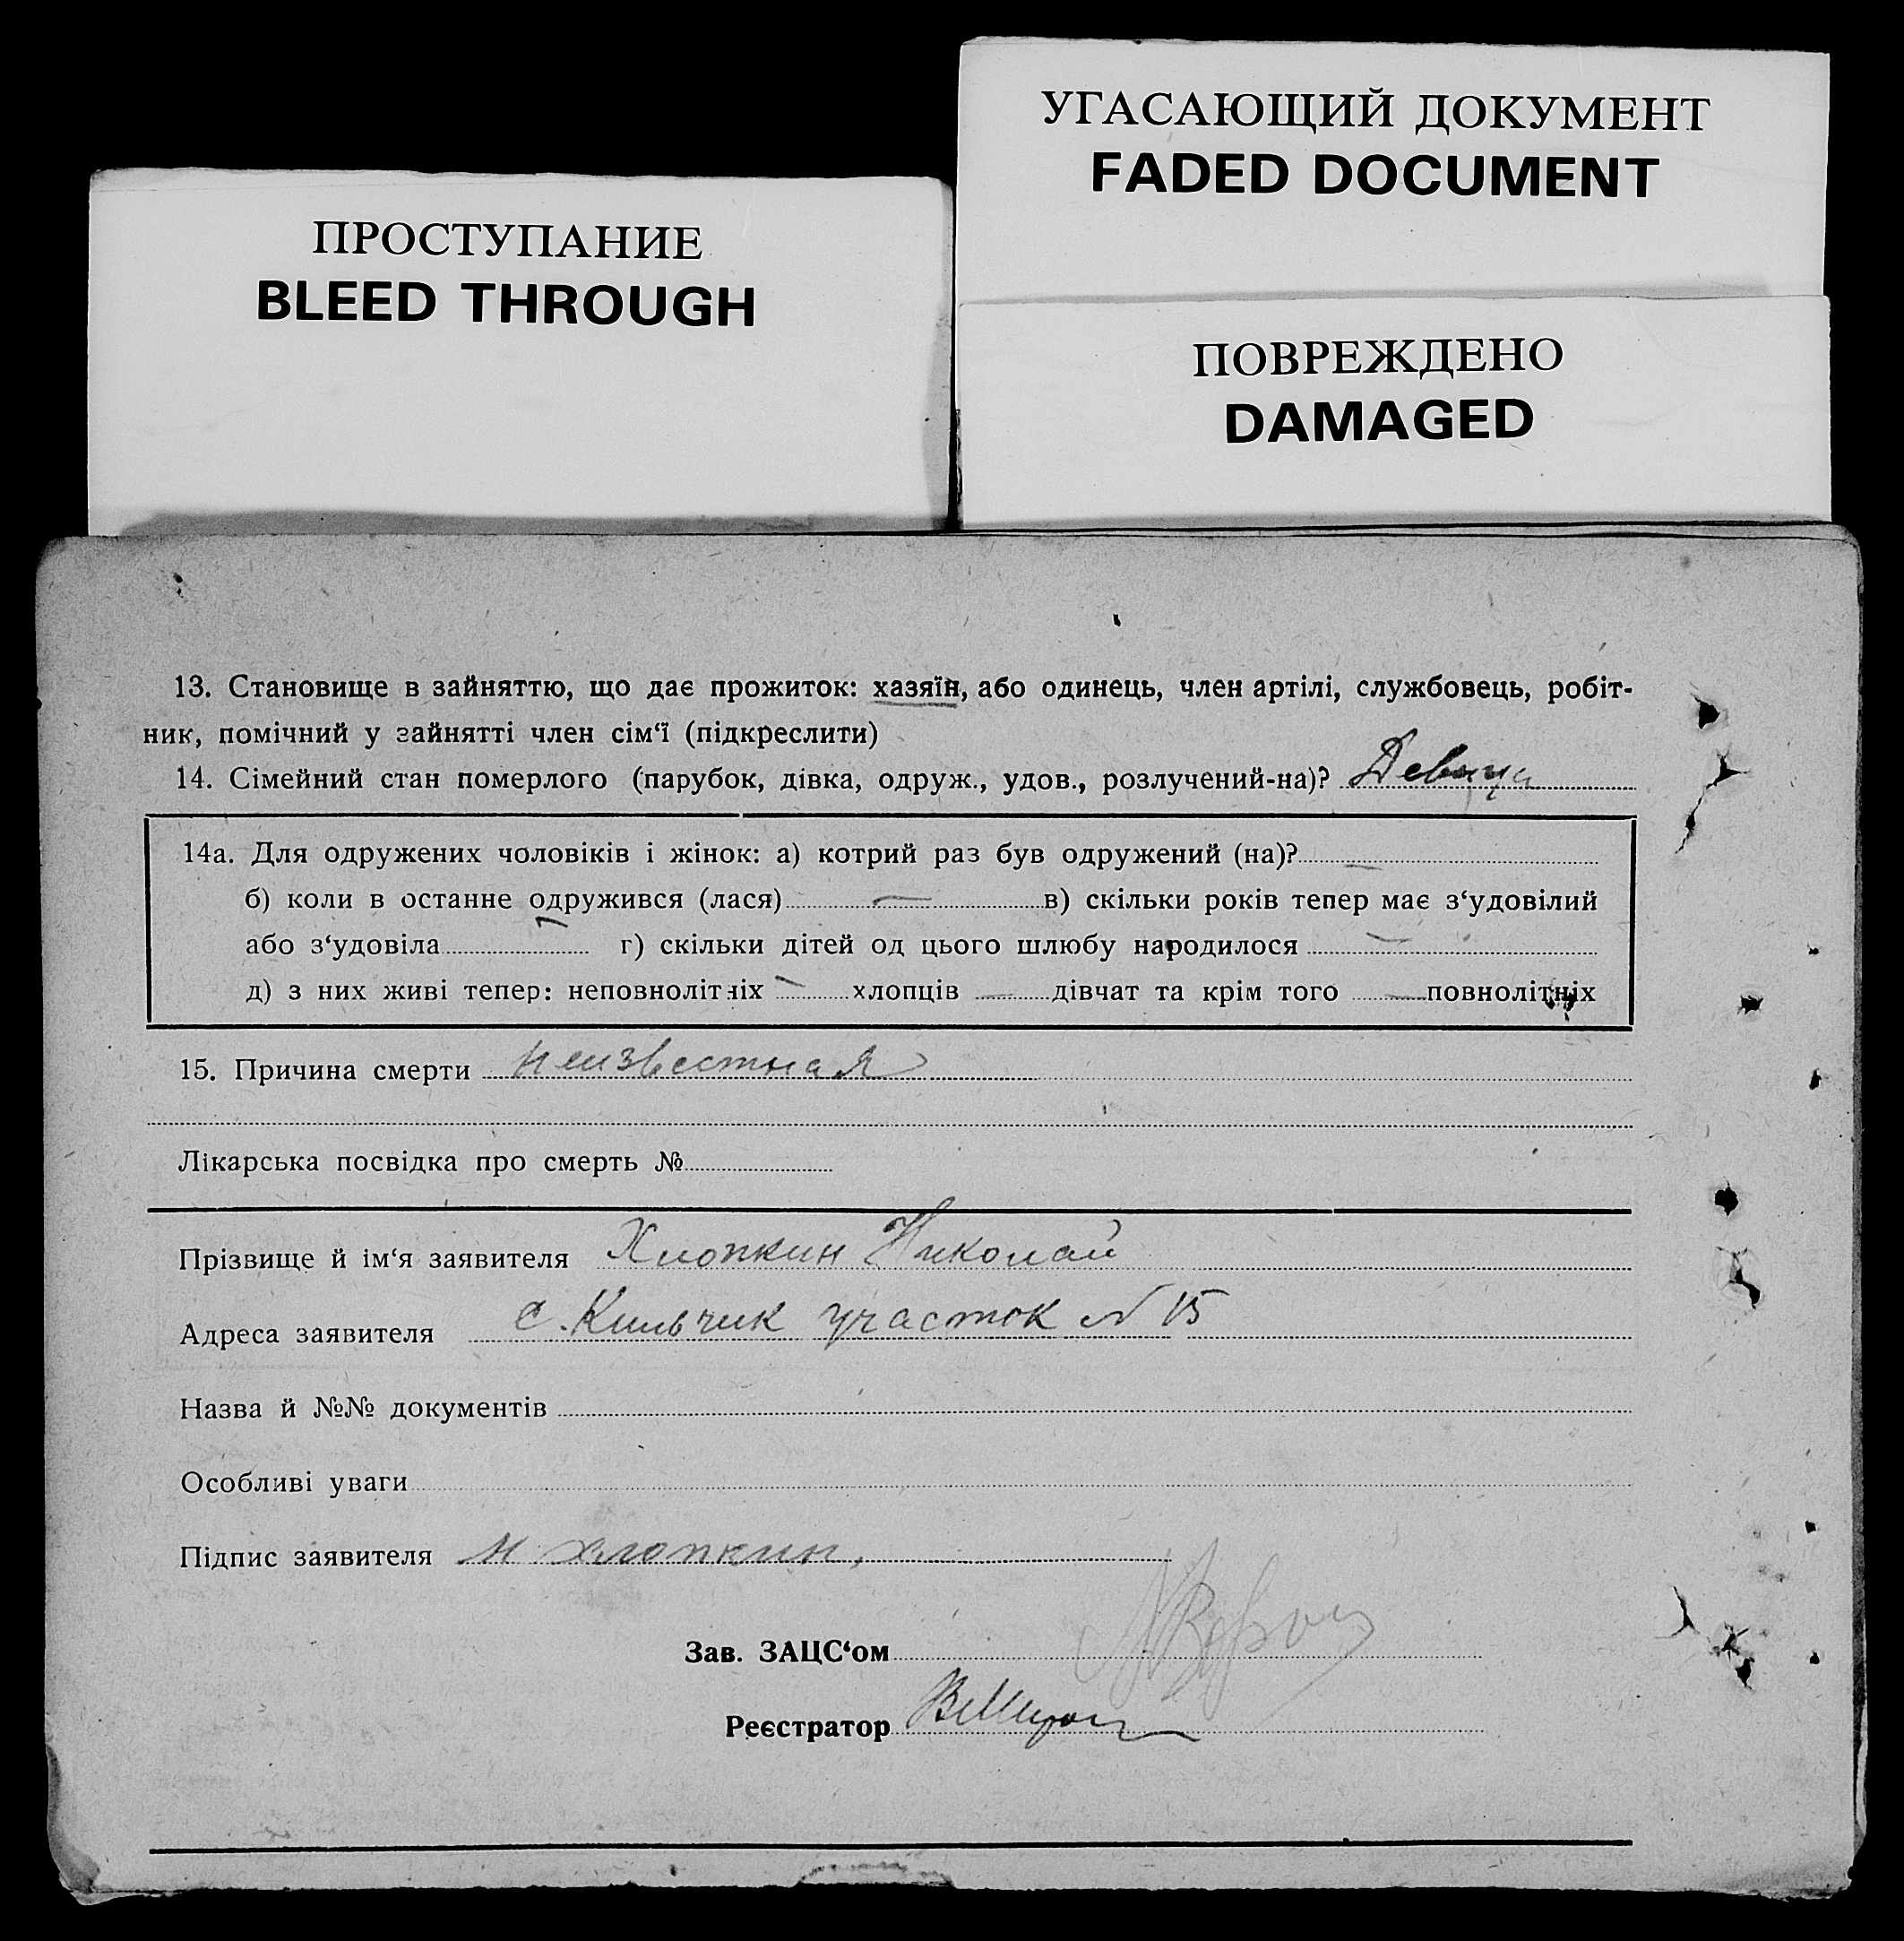 УГАСАЮЩИЙ ДОКУМЕНТ
FADED DOCUMENT
ПРОСТУПАНИЕ
BLEED THROUGH
ПОВРЕЖДЕНО
DAMAGED
13. Становище в зайняттю, що дає прожиток: хазяїн, або одинець, член артілі, службовець, робіт-
ник, помічний у зайнятті член сім‘ї (підкреслити)
14. Сімейний стан померлого (парубок, дівка, одруж., удов., розлучений-на)? Девица
14а. Для одружених чоловіків і жінок: а) котрий раз був одружений (на)? —
б) коли в останне одружився (лася) — в) скільки років тепер має з‘удовілий
або з‘удовіла — г) скільки дітей од цього шлюбу народилося —
д) з них живі тепер: неповнолітніх — хлопців — дівчат та крім того — повнолітніх
15. Причина смерти неизвестная
Лікарська посвідка про смерть №
Прізвище й ім‘я заявителя Хлопкин Николай
Адреса заявителя с. Кильчик участок № 15
Назва й №№ документів
Особливі уваги
Підпис заявителя Н Хлопкин,
Зав. ЗАЦС‘ом
Реєстратор